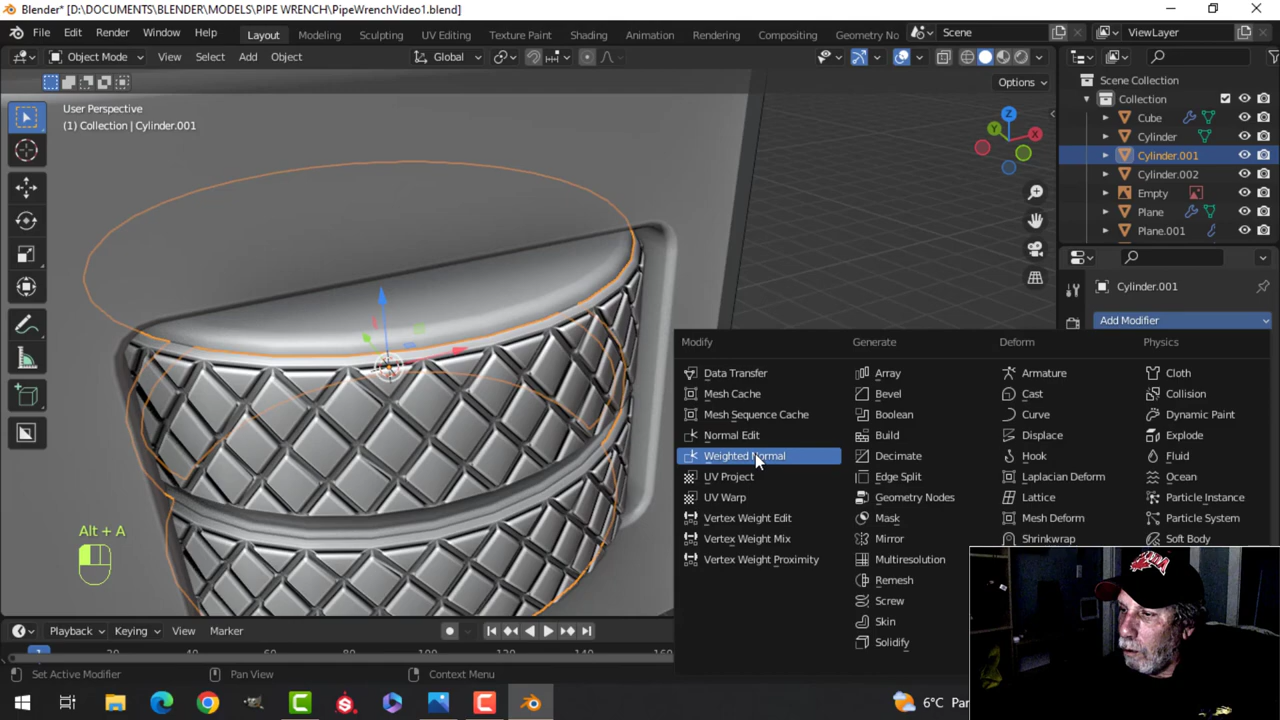 Blender* [D:\DOCUMENTS\BLENDER\MODELS\PIPE WRENCH\PipeWrenchVideo1.blend]
File Edit Render Window Help Layout Modeling Sculpting UV Editing Texture Paint Shading Animation Rendering Compositing Geometry No Scene ViewLayer
Object Mode View Select Add Object Global
Options
User Perspective
(1) Collection | Cylinder.001
Z
Y
X
Scene Collection
Collection
Cube
Cylinder
Cylinder.001
Cylinder.002
Empty
Plane
Plane.001
Cylinder.001
Add Modifier
Modify Generate Deform Physics
Data Transfer Array Armature Cloth
Mesh Cache Bevel Cast Collision
Mesh Sequence Cache Boolean Curve Dynamic Paint
Normal Edit Build Displace Explode
Weighted Normal Decimate Hook Fluid
UV Project Edge Split Laplacian Deform Ocean
UV Warp Geometry Nodes Lattice Particle Instance
Vertex Weight Edit Mask Mesh Deform Particle System
Vertex Weight Mix Mirror Shrinkwrap Soft Body
Vertex Weight Proximity Multiresolution
Remesh
Screw
Skin
Solidify
Alt + A
Playback Keying View Marker
Set Active Modifier Pan View Context Menu
6°C Par